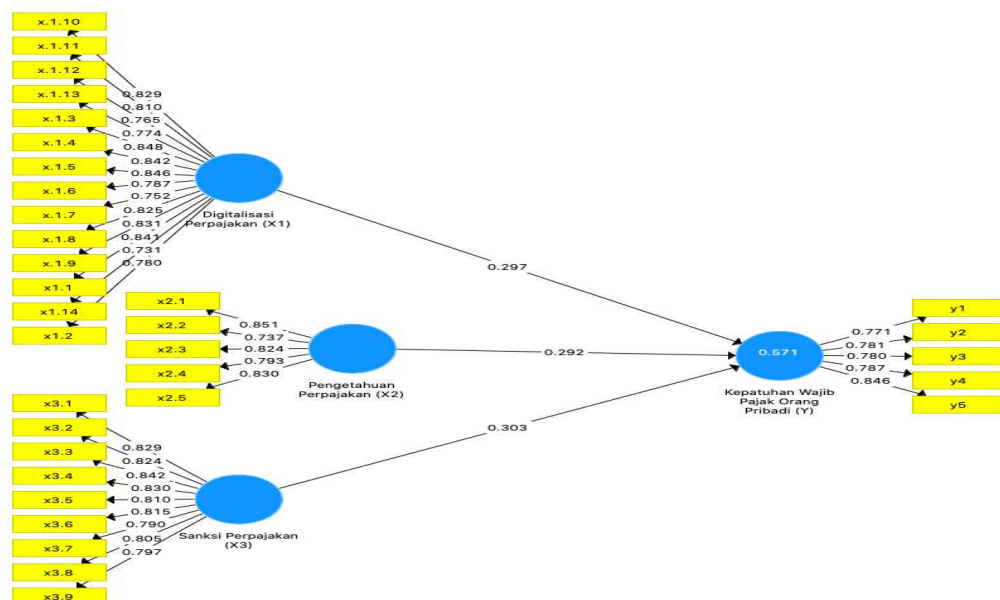 x.1.10
x.1.11
x.1.12
x.1.13
x.1.3
x.1.4
x.1.5
x.1.6
x.1.7
x.1.8
x.1.9
x1.1
x1.14
x1.2
0.829
0.810
0.765
0.774
0.848
0.842
0.846
0.787
0.752
0.825
0.831
0.841
0.731
0.780
Digitalisasi
Perpajakan (X1)
0.297
x2.1
x2.2
x2.3
x2.4
x2.5
0.851
0.737
0.824
0.793
0.830
Pengetahuan
Perpajakan (X2)
0.292
x3.1
x3.2
x3.3
x3.4
x3.5
x3.6
x3.7
x3.8
x3.9
0.829
0.824
0.842
0.830
0.810
0.815
0.790
0.805
0.797
Sanksi Perpajakan
(X3)
0.303
0.571
Kepatuhan Wajib
Pajak Orang
Pribadi (Y)
0.771
0.781
0.780
0.787
0.846
y1
y2
y3
y4
y5